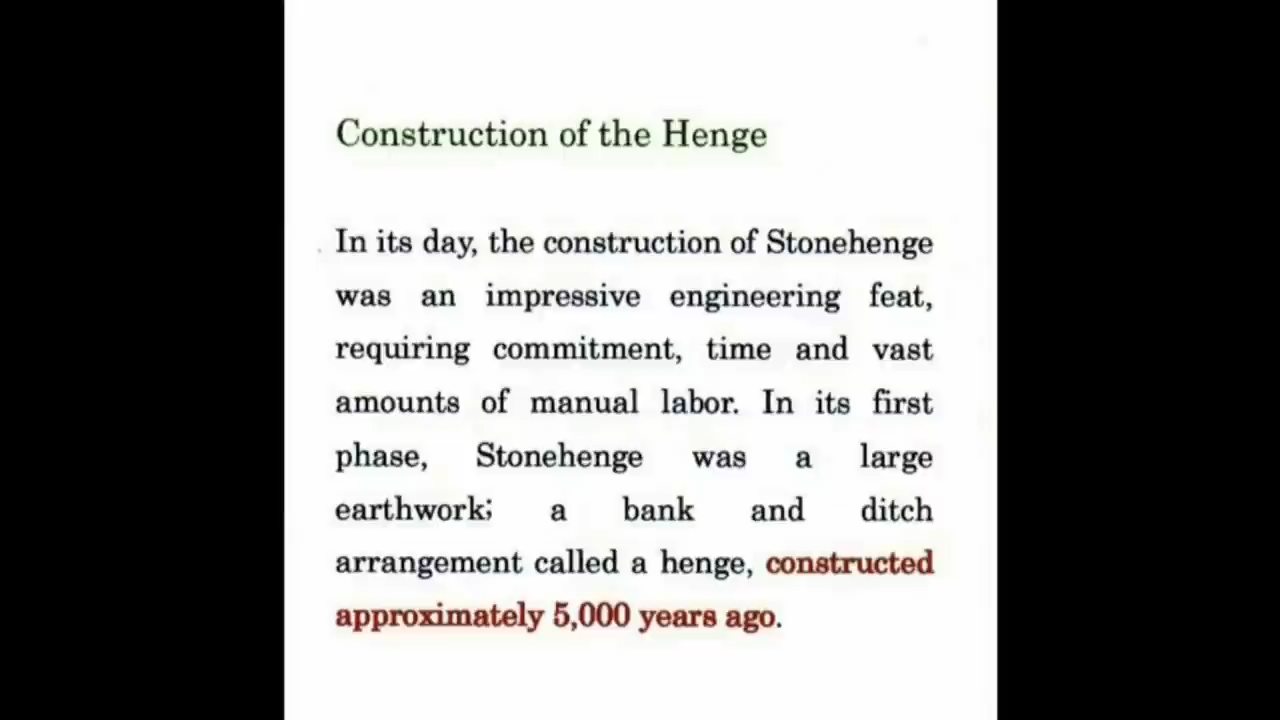 Construction of the Henge
In its day, the construction of Stonehenge
was an impressive engineering feat,
requiring commitment, time and vast
amounts of manual labor. In its first
phase, Stonehenge was a large
earthwork; a bank and ditch
arrangement called a henge, constructed
approximately 5,000 years ago.